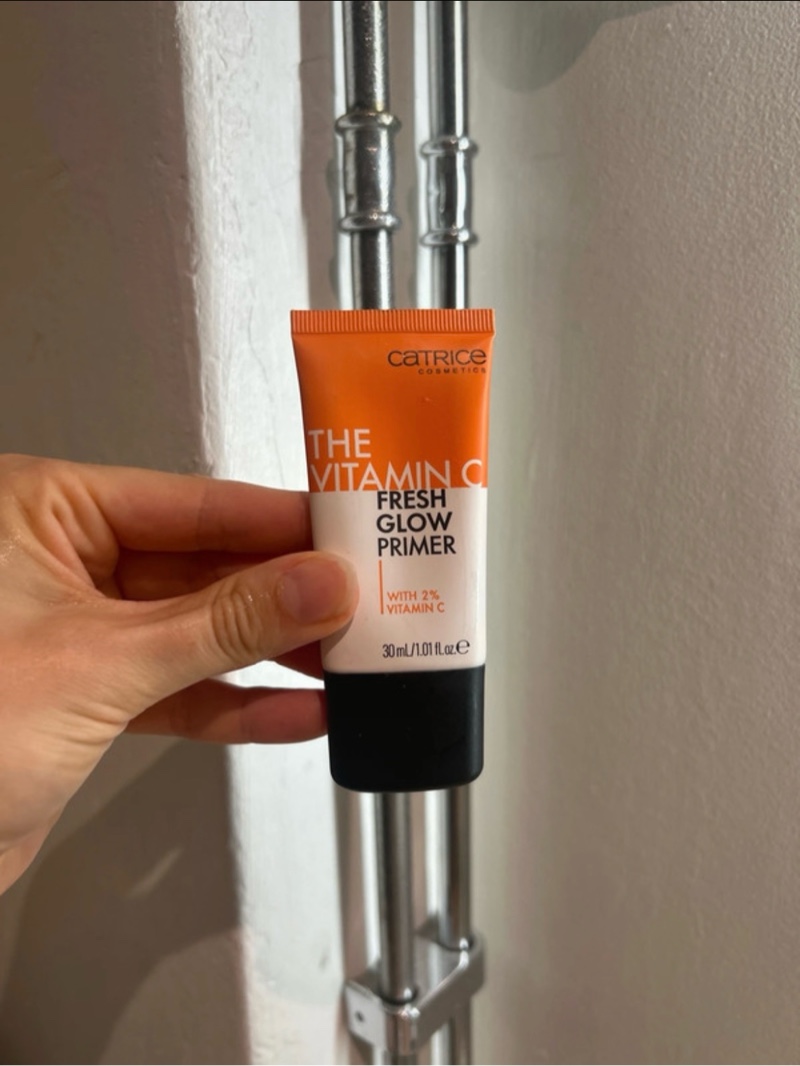 CATRICE
COSMETICS
THE
VITAMIN C
FRESH
GLOW
PRIMER
WITH 2%
VITAMIN C
30 mL/1.01 fl.oz.℮